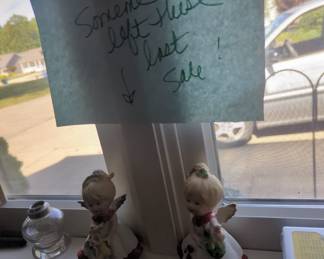 Someone
left these
last
sale!